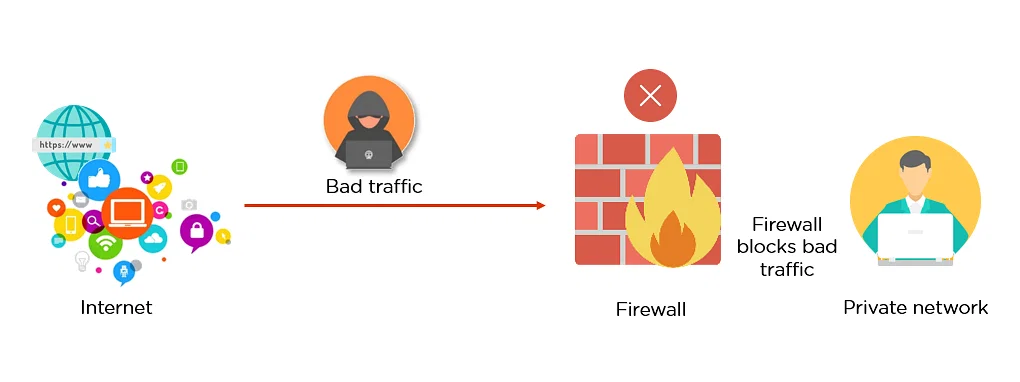 https://www
Bad traffic
Internet
Firewall
Firewall
blocks bad
traffic
Private network